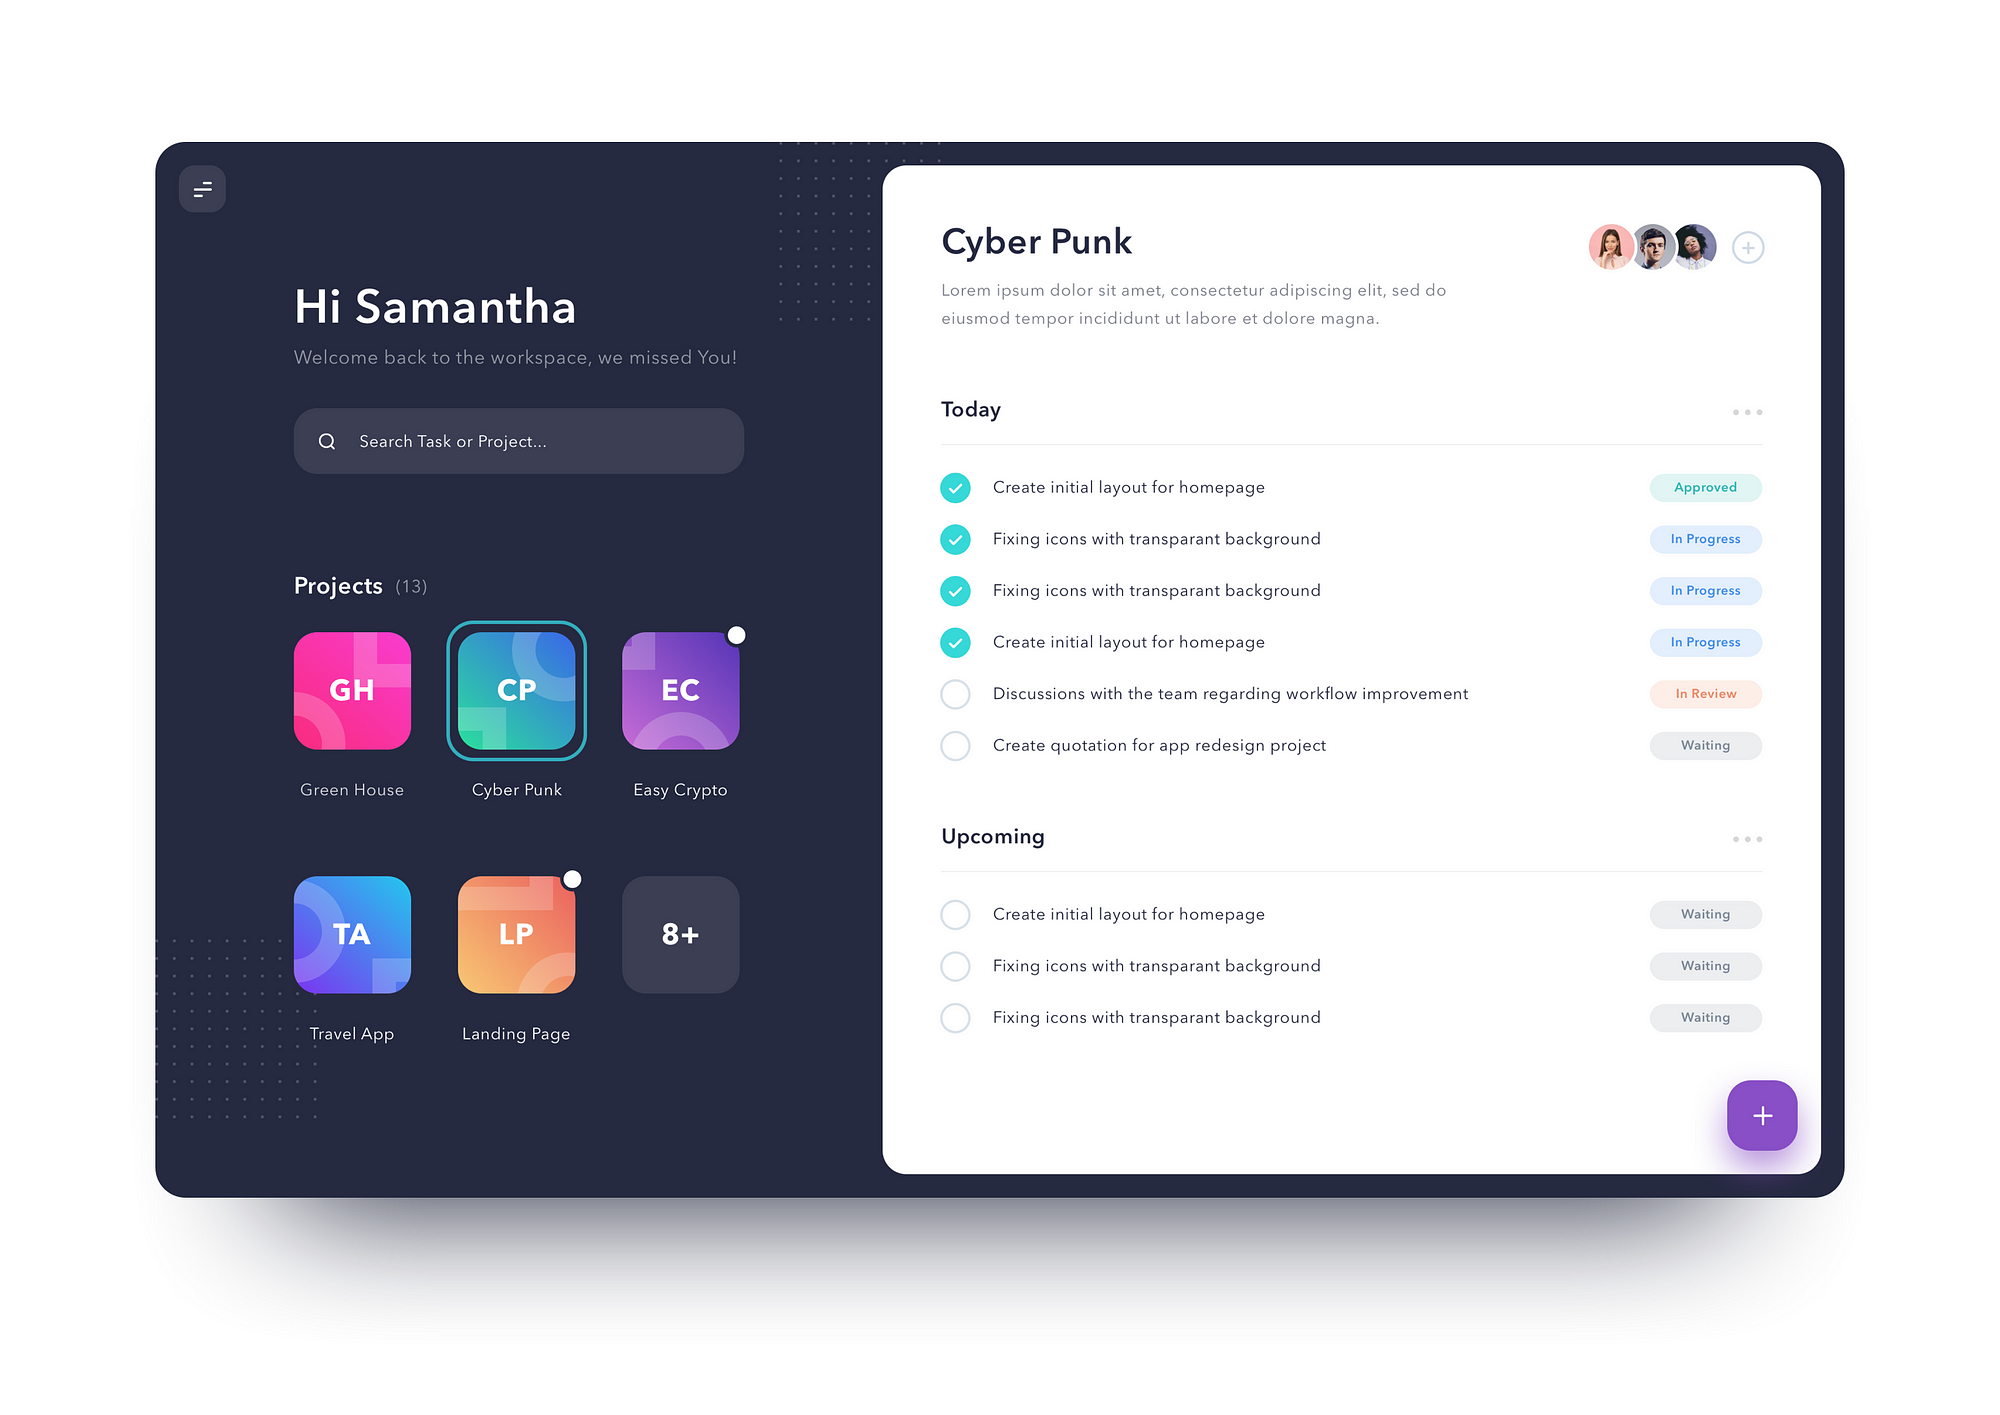 Hi Samantha
Welcome back to the workspace, we missed You!
Search Task or Project...
Projects (13)
GH
CP
EC
Green House
Cyber Punk
Easy Crypto
TA
LP
8+
Travel App
Landing Page
Cyber Punk
Lorem ipsum dolor sit amet, consectetur adipiscing elit, sed do
eiusmod tempor incididunt ut labore et dolore magna.
Today
Create initial layout for homepage Approved
Fixing icons with transparant background In Progress
Fixing icons with transparant background In Progress
Create initial layout for homepage In Progress
Discussions with the team regarding workflow improvement In Review
Create quotation for app redesign project Waiting
Upcoming
Create initial layout for homepage Waiting
Fixing icons with transparant background Waiting
Fixing icons with transparant background Waiting